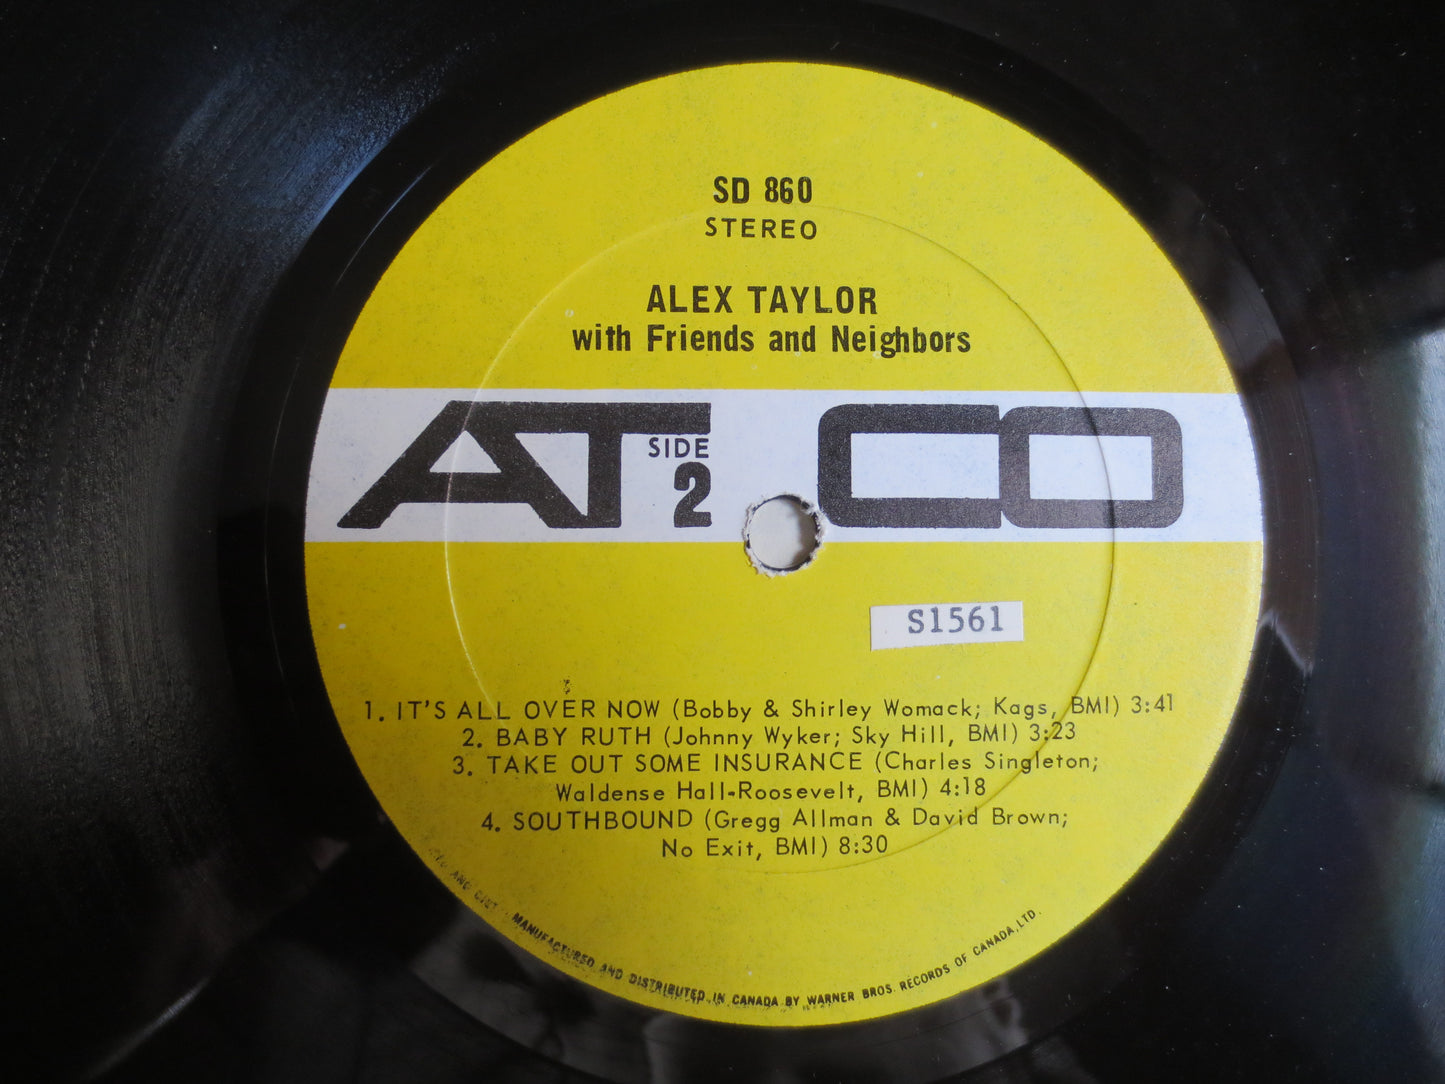 SD 860
STEREO
ALEX TAYLOR
with Friends and Neighbors
ATCO
SIDE
2
S1561
1. IT'S ALL OVER NOW (Bobby & Shirley Womack; Kags, BMI) 3:41
2. BABY RUTH (Johnny Wyker; Sky Hill, BMI) 3:23
3. TAKE OUT SOME INSURANCE (Charles Singleton;
Waldense Hall-Roosevelt, BMI) 4:18
4. SOUTHBOUND (Gregg Allman & David Brown;
No Exit, BMI) 8:30
AND MANUFACTURED AND DISTRIBUTED IN CANADA BY WARNER BROS. RECORDS OF CANADA, LTD.